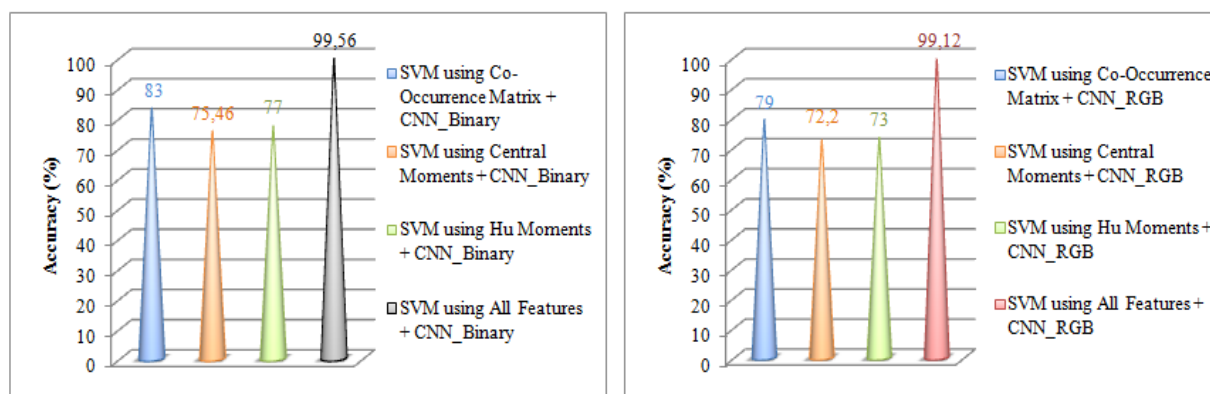 99,56
83
75,46
77
100
90
80
70
60
50
40
30
20
10
0
Accuracy (%)
SVM using Co-
Occurrence Matrix +
CNN_Binary
SVM using Central
Moments + CNN_Binary
SVM using Hu Moments
+ CNN_Binary
SVM using All Features
+ CNN_Binary
99,12
79
72,2
73
100
90
80
70
60
50
40
30
20
10
0
Accuracy (%)
SVM using Co-Occurrence
Matrix + CNN_RGB
SVM using Central
Moments + CNN_RGB
SVM using Hu Moments +
CNN_RGB
SVM using All Features +
CNN_RGB